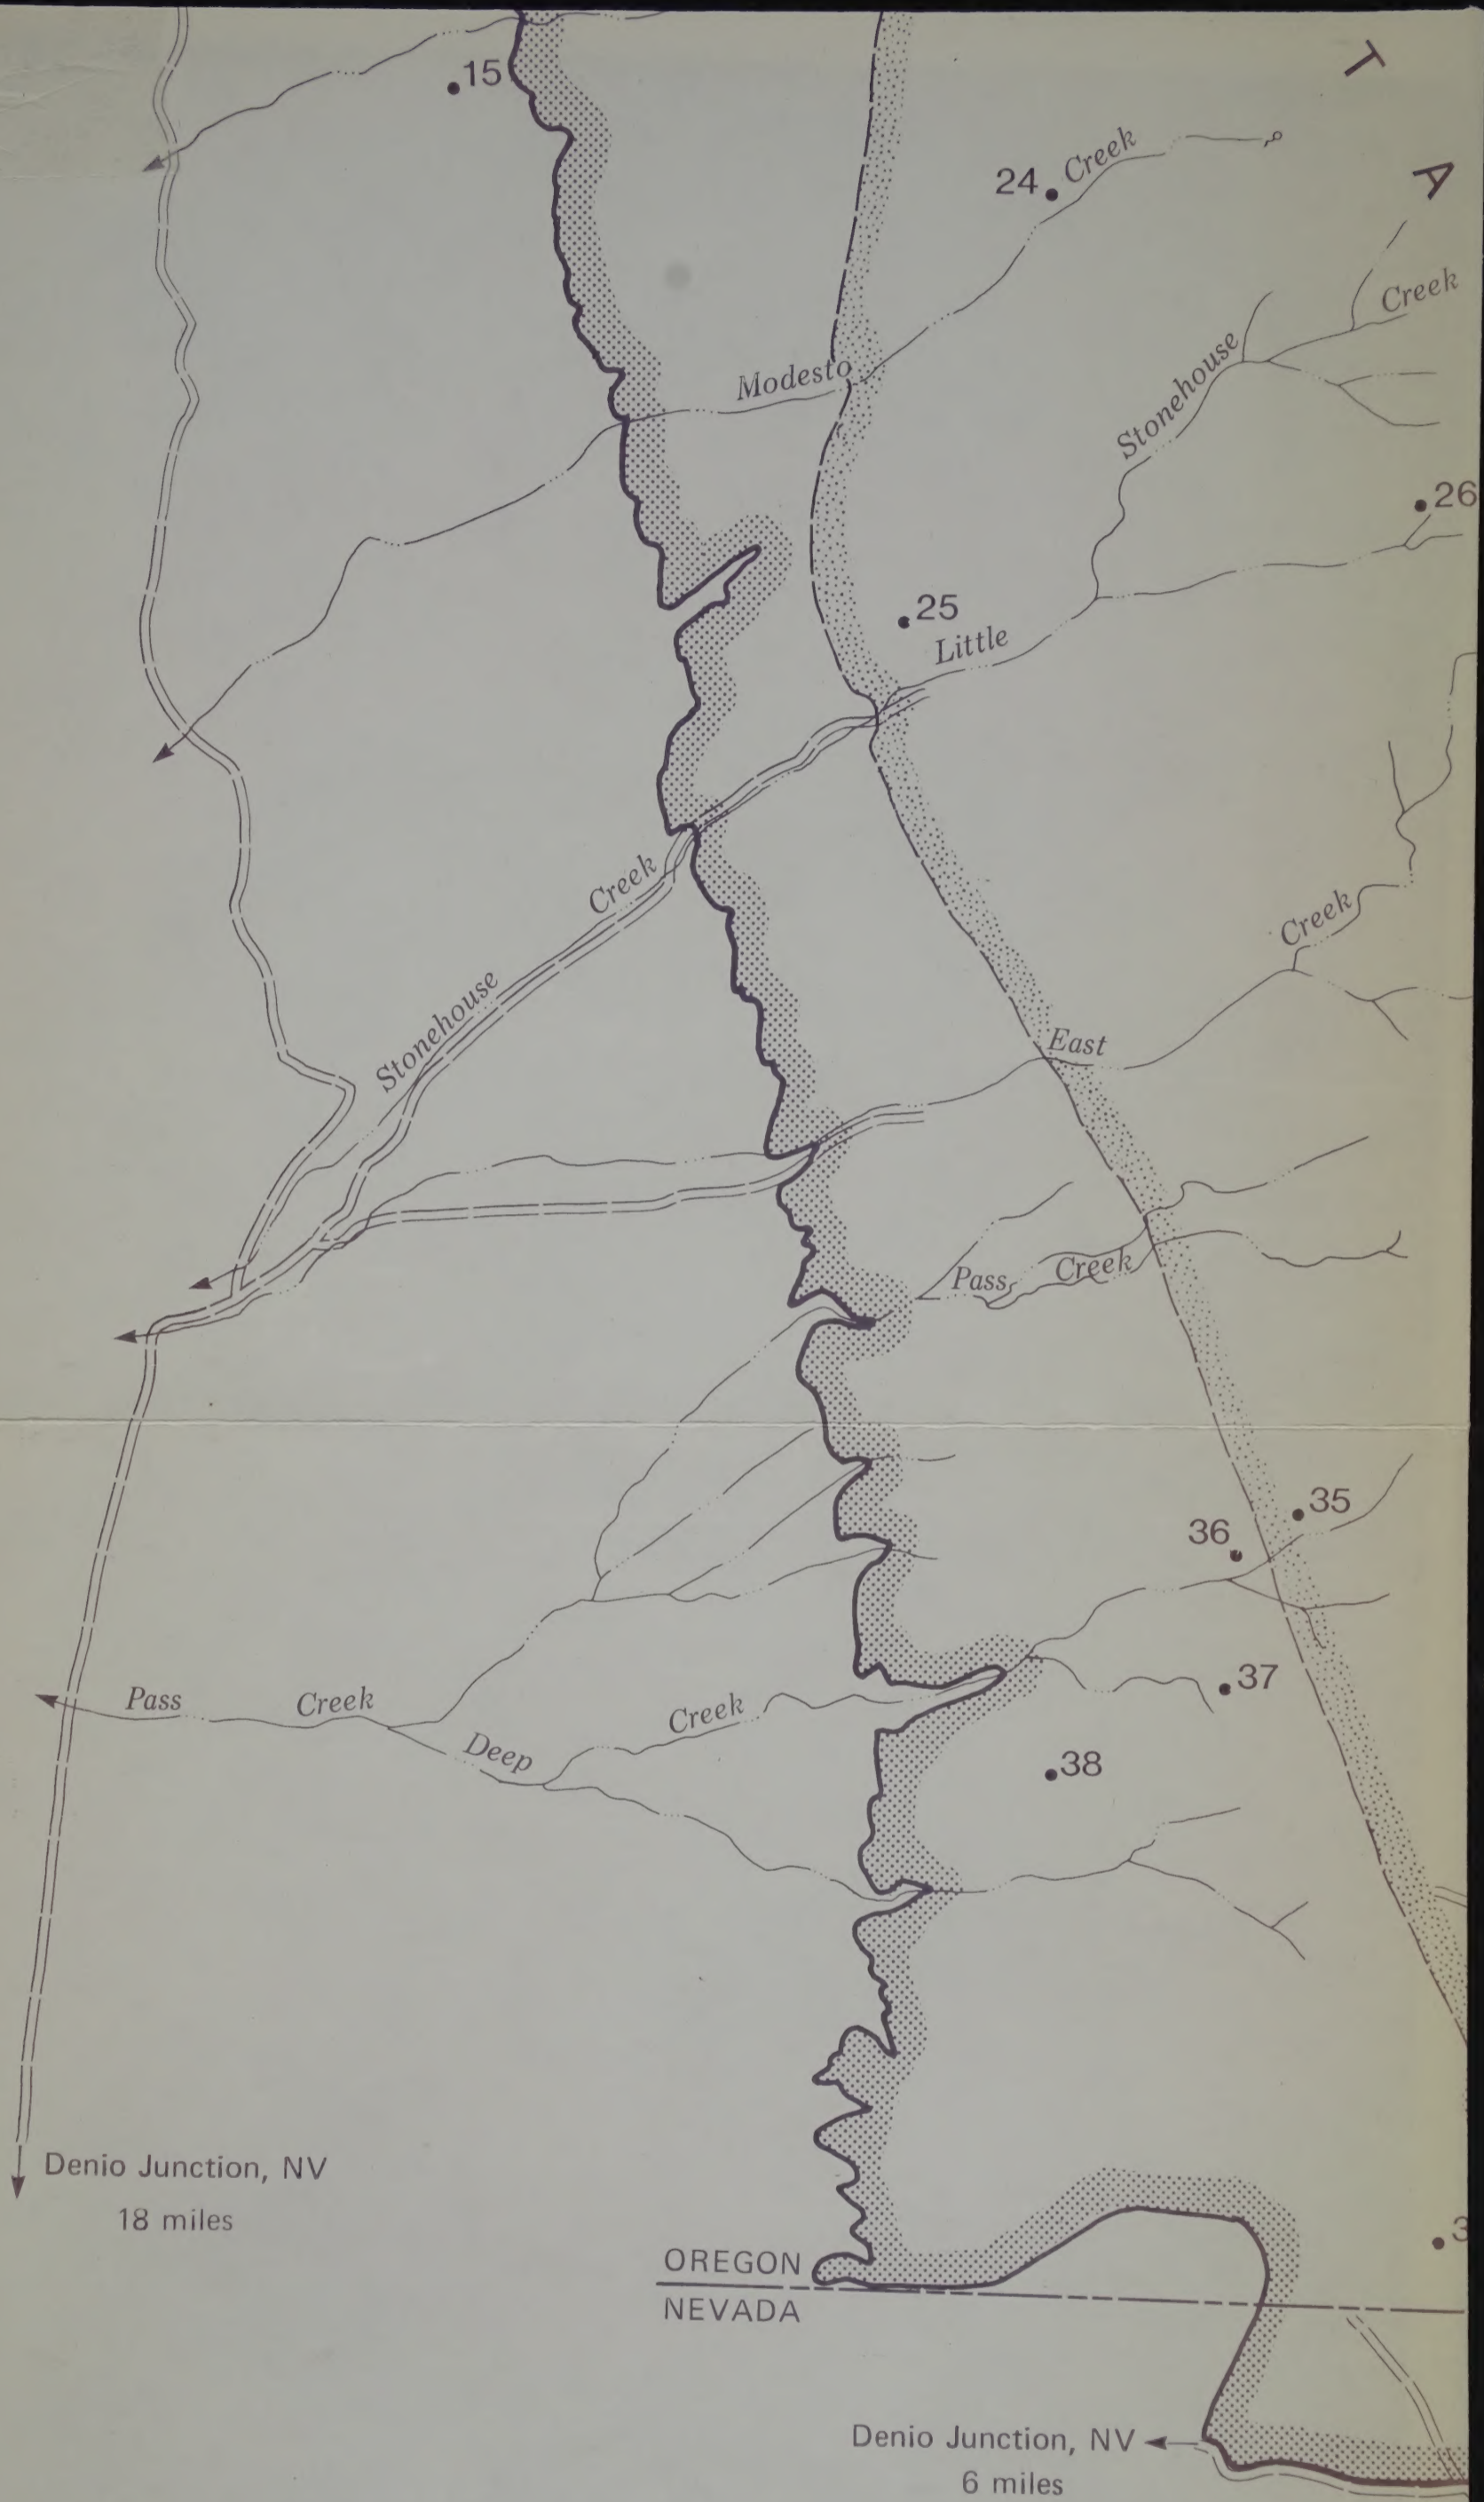 T
15
Creek
24
A
Creek
Stonehouse
Modesto
26
25
Little
Creek
Creek
Stonehouse
East
Pass
Creek
35
36
37
Pass
Creek
Creek
Deep
38
Denio Junction, NV
18 miles
OREGON
NEVADA
Denio Junction, NV
6 miles